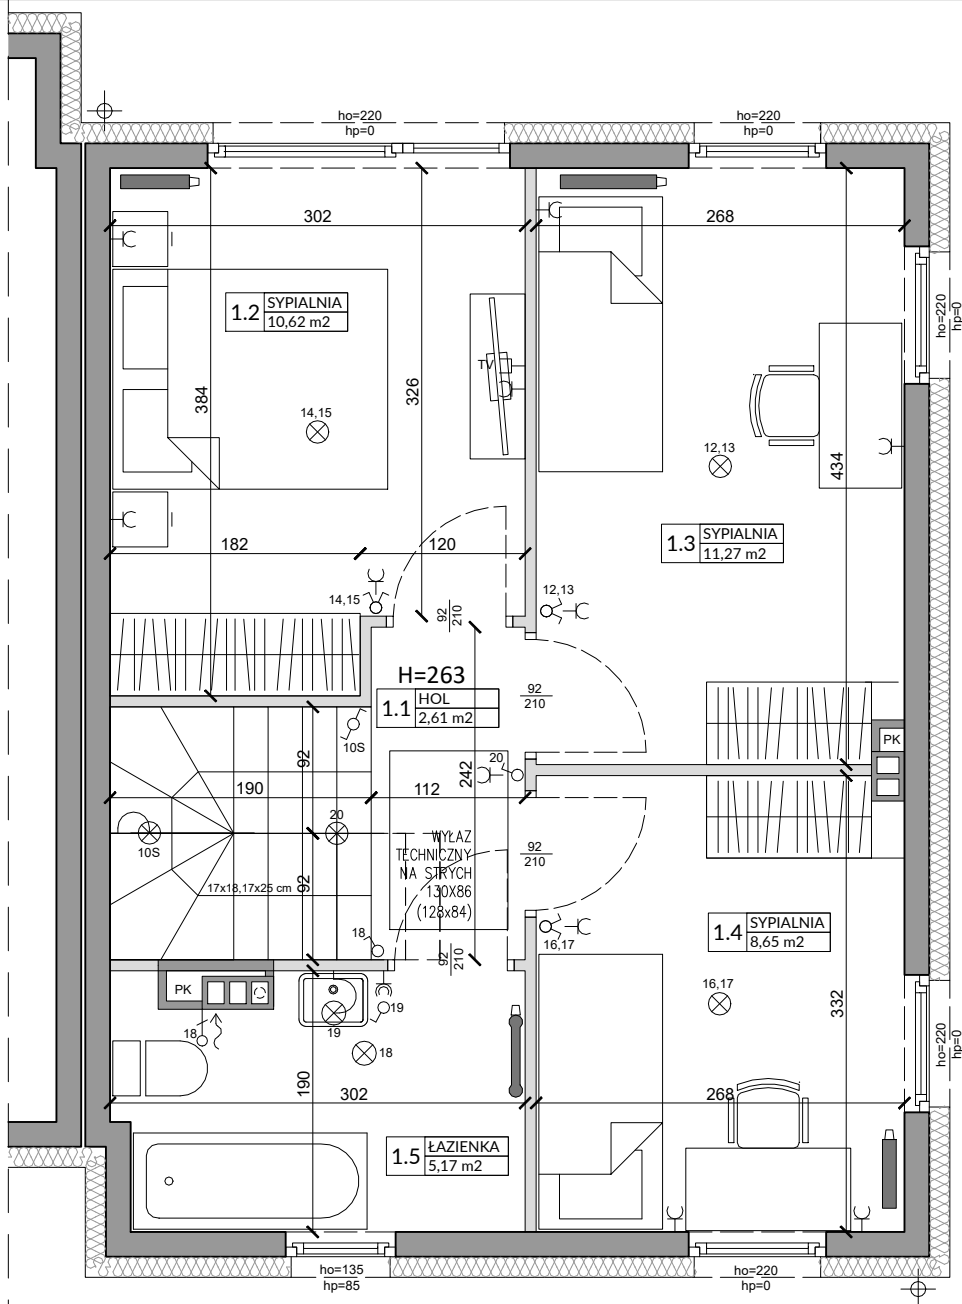 ho=220
hp=0
ho=220
hp=0
302
268
1.2
SYPIALNIA
10,62 m2
ho=220
hp=0
TV
384
326
14,15
12,13
434
1.3
SYPIALNIA
11,27 m2
182
120
14,15
92
210
12,13
H=263
1.1
HOL
2,61 m2
92
210
10S
PK
92
242
20
190
112
20
10S
WYŁAZ
TECHNICZNY
NA STRYCH
130X86
(128x84)
92
210
17x18,17x25 cm
92
18
92
210
16,17
1.4
SYPIALNIA
8,65 m2
PK
18
19
19
18
16,17
332
ho=220
hp=0
190
302
268
1.5
ŁAZIENKA
5,17 m2
ho=135
hp=85
ho=220
hp=0